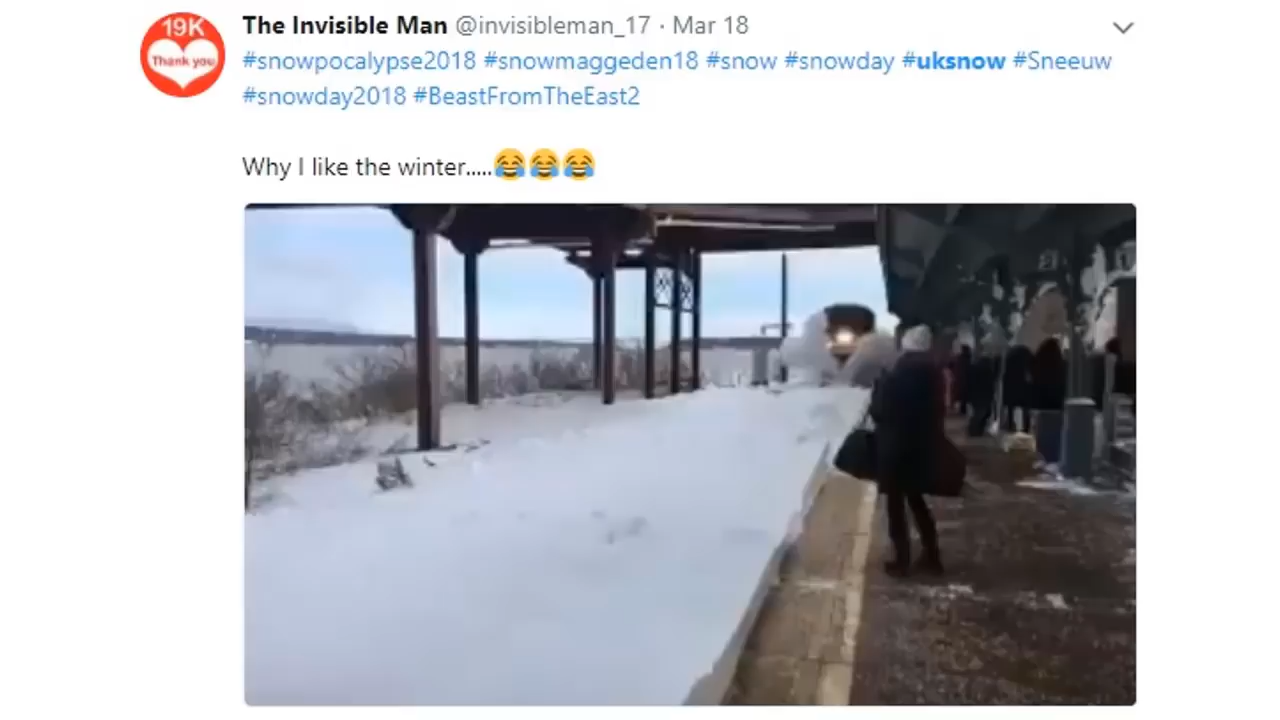 19K
Thank you
The Invisible Man @invisibleman_17 · Mar 18
#snowpocalypse2018 #snowmaggeden18 #snow #snowday #uksnow #Sneeuw
#snowday2018 #BeastFromTheEast2
Why I like the winter.....😂😂😂